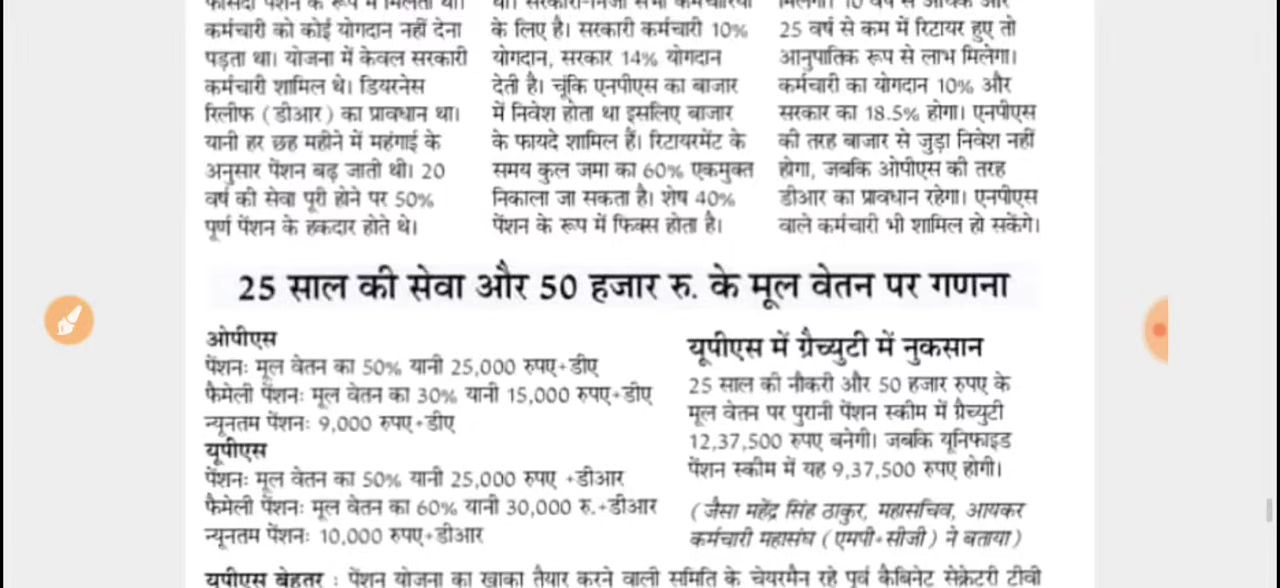 कर्मचारी को कोई योगदान नहीं देना
पड़ता था। योजना में केवल सरकारी
कर्मचारी शामिल थे। डियरनेस
रिलीफ (डीआर) का प्रावधान था।
यानी हर छह महीने में महंगाई के
अनुसार पेंशन बढ़ जाती थी। 20
वर्ष की सेवा पूरी होने पर 50%
पूर्ण पेंशन के हकदार होते थे।
के लिए है। सरकारी कर्मचारी 10%
योगदान, सरकार 14% योगदान
देती है। चूंकि एनपीएस का बाजार
में निवेश होता था इसलिए बाजार
के फायदे शामिल हैं। रिटायरमेंट के
समय कुल जमा का 60% एकमुक्त
निकाला जा सकता है। शेष 40%
पेंशन के रूप में फिक्स होता है।
25 वर्ष से कम में रिटायर हुए तो
आनुपातिक रूप से लाभ मिलेगा।
कर्मचारी का योगदान 10% और
सरकार का 18.5% होगा। एनपीएस
की तरह बाजार से जुड़ा निवेश नहीं
होगा, जबकि ओपीएस की तरह
डीआर का प्रावधान रहेगा। एनपीएस
वाले कर्मचारी भी शामिल हो सकेंगे।
25 साल की सेवा और 50 हजार रु. के मूल वेतन पर गणना
ओपीएस
पेंशनः मूल वेतन का 50% यानी 25,000 रुपए+डीए
फैमेली पेंशनः मूल वेतन का 30% यानी 15,000 रुपए+डीए
न्यूनतम पेंशनः 9,000 रुपए+डीए
यूपीएस
पेंशनः मूल वेतन का 50% यानी 25,000 रुपए +डीआर
फैमेली पेंशनः मूल वेतन का 60% यानी 30,000 रु.+डीआर
न्यूनतम पेंशनः 10,000 रुपए+डीआर
यूपीएस में ग्रैच्युटी में नुकसान
25 साल की नौकरी और 50 हजार रुपए के
मूल वेतन पर पुरानी पेंशन स्कीम में ग्रैच्युटी
12,37,500 रुपए बनेगी। जबकि यूनिफाइड
पेंशन स्कीम में यह 9,37,500 रुपए होगी।
(जैसा महेंद्र सिंह ठाकुर, महासचिव, आयकर
कर्मचारी महासंघ (एमपी+सीजी) ने बताया)
यूपीएस बेहतर : पेंशन योजना का खाका तैयार करने वाली समिति के चेयरमैन रहे पूर्व कैबिनेट सेक्रेटरी टीवी